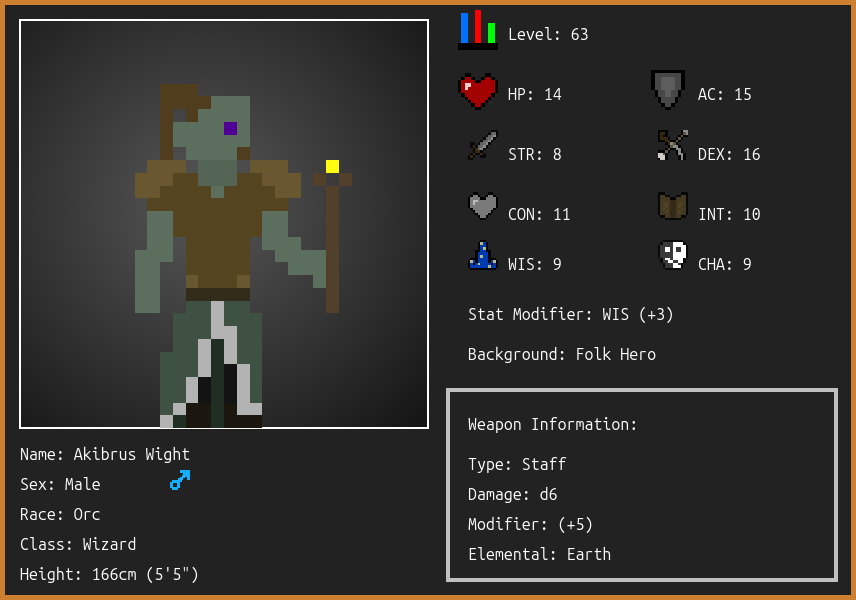 Level: 63
HP: 14
AC: 15
STR: 8
DEX: 16
CON: 11
INT: 10
WIS: 9
CHA: 9
Stat Modifier: WIS (+3)
Background: Folk Hero
Weapon Information:
Type: Staff
Damage: d6
Modifier: (+5)
Elemental: Earth
Name: Akibrus Wight
Sex: Male
Race: Orc
Class: Wizard
Height: 166cm (5'5")